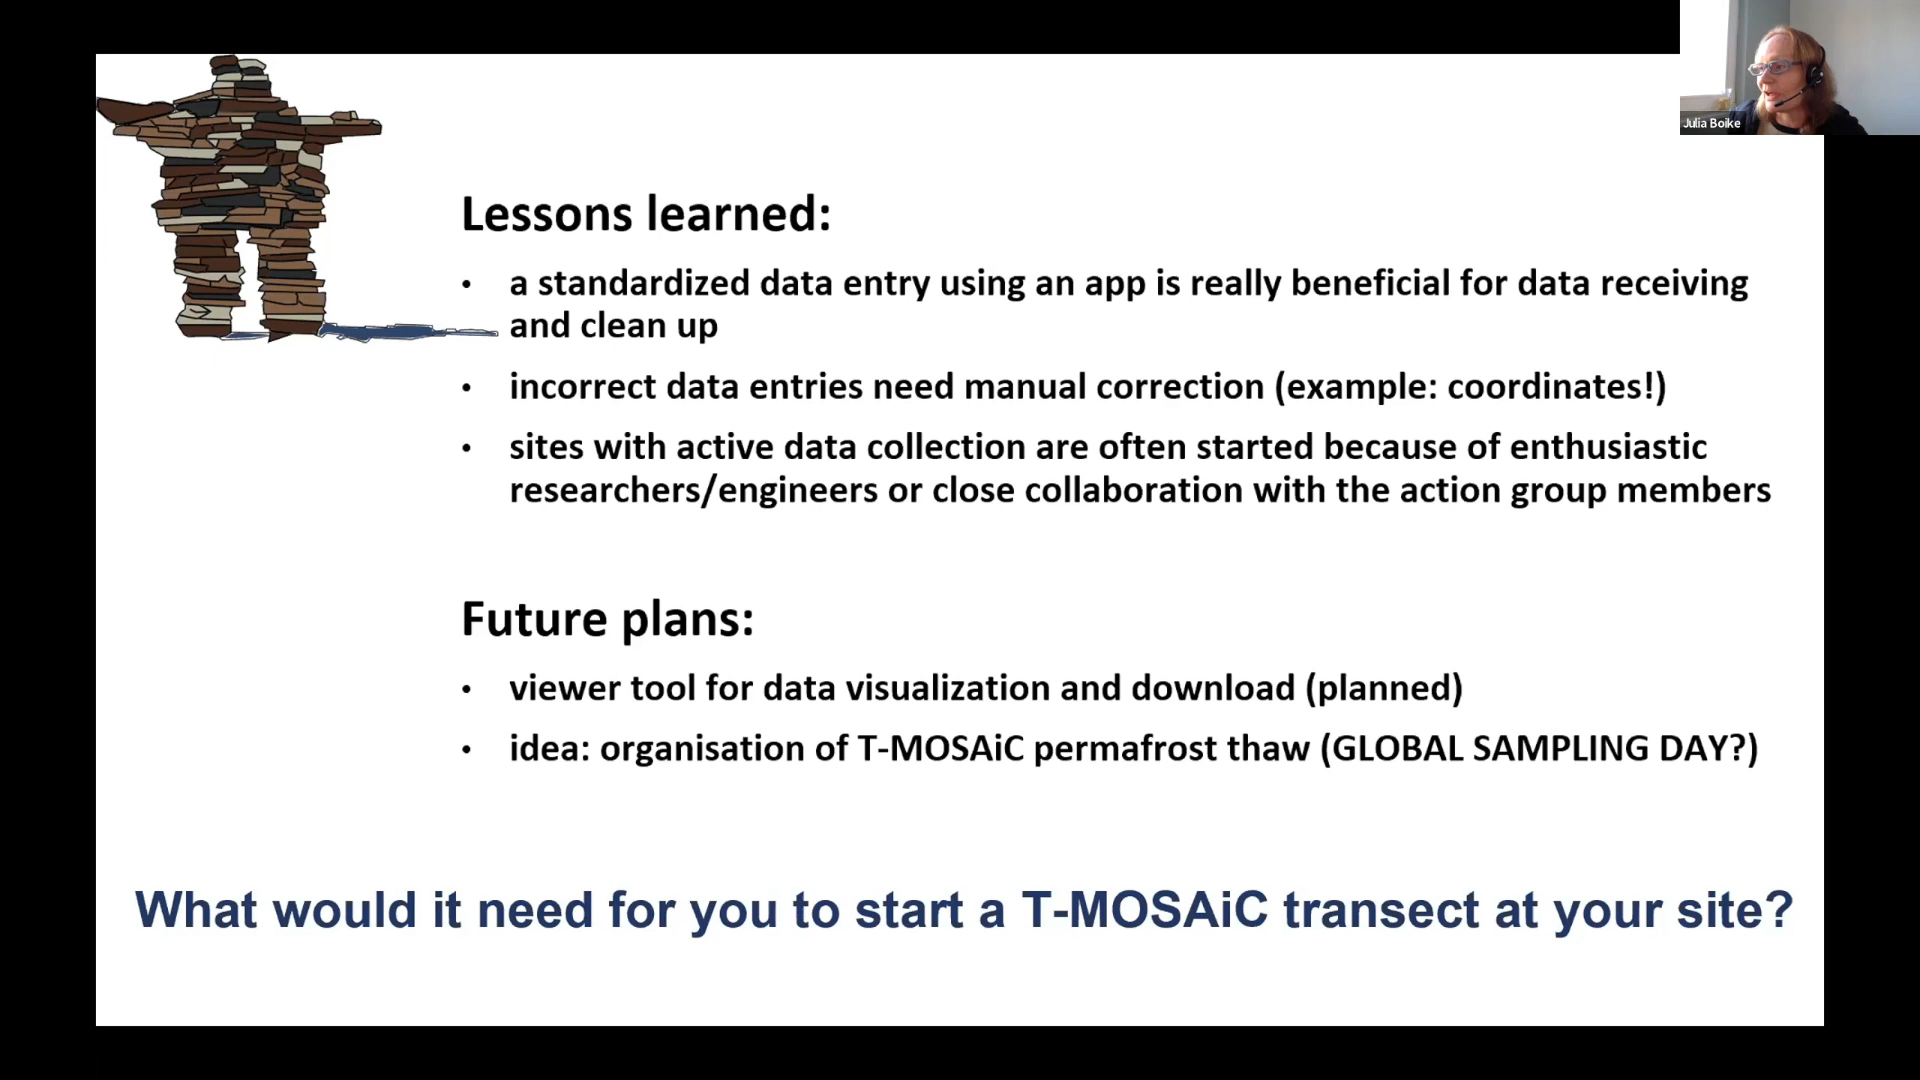 Julia Boike
Lessons learned:
• a standardized data entry using an app is really beneficial for data receiving
and clean up
• incorrect data entries need manual correction (example: coordinates!)
• sites with active data collection are often started because of enthusiastic
researchers/engineers or close collaboration with the action group members
Future plans:
• viewer tool for data visualization and download (planned)
• idea: organisation of T-MOSAiC permafrost thaw (GLOBAL SAMPLING DAY?)
What would it need for you to start a T-MOSAiC transect at your site?